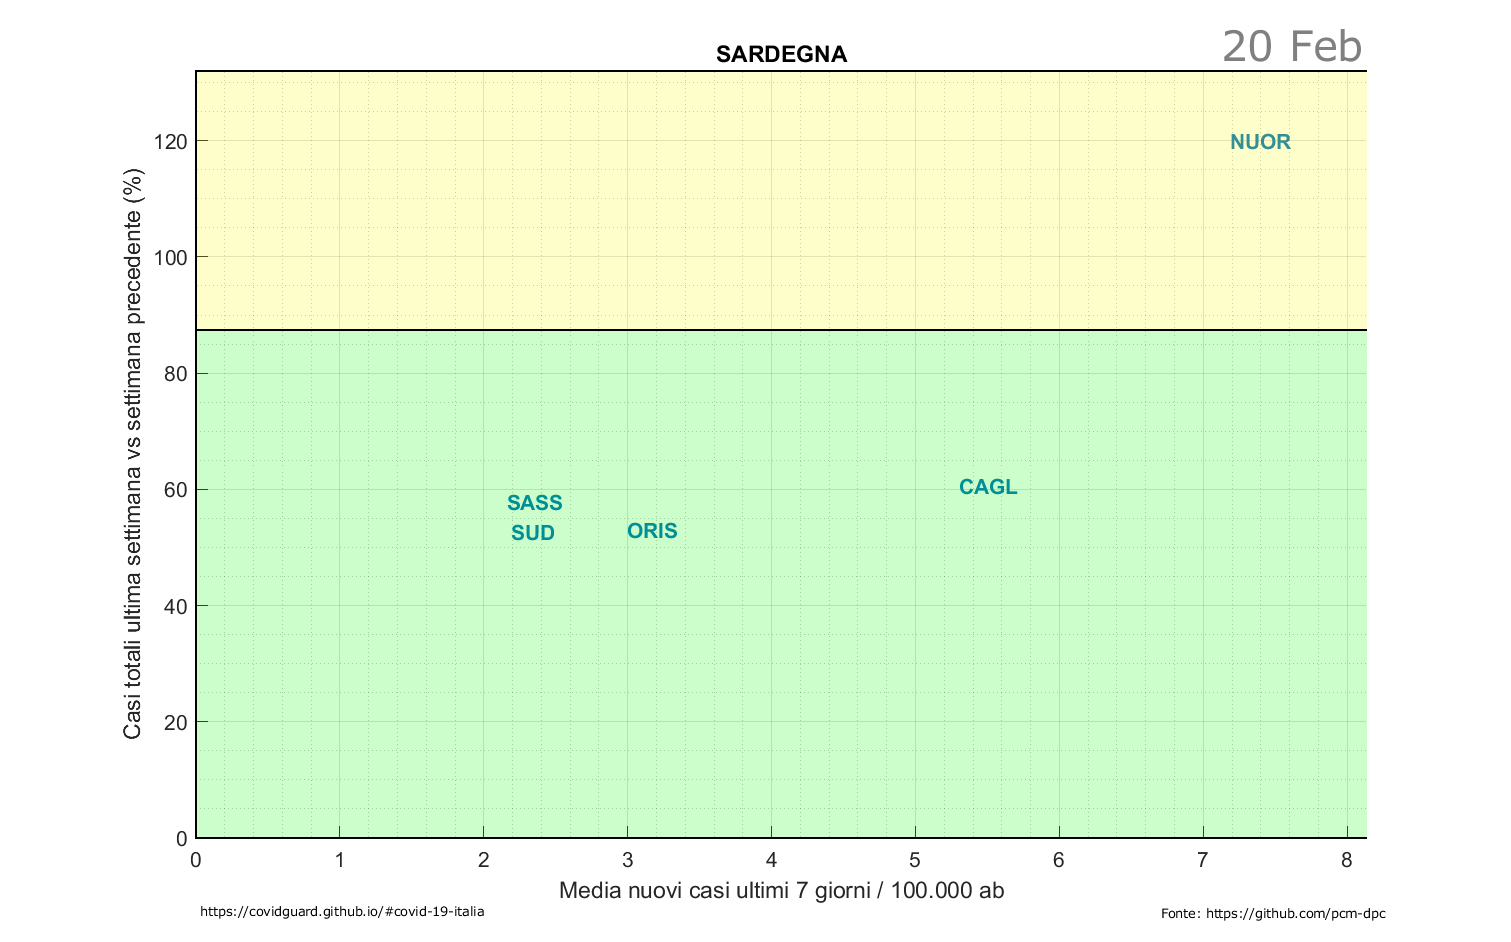 20 Feb
SARDEGNA
Casi totali ultima settimana vs settimana precedente (%)
120
100
80
60
40
20
0
NUOR
CAGL
SASS
ORIS
SUD
0 1 2 3 4 5 6 7 8
Media nuovi casi ultimi 7 giorni / 100.000 ab
https://covidguard.github.io/#covid-19-italia
Fonte: https://github.com/pcm-dpc